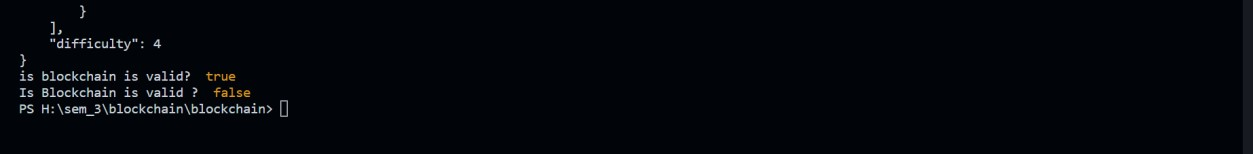 }
],
"difficulty": 4
}
is blockchain is valid?  true
Is Blockchain is valid ?  false
PS H:\sem_3\blockchain\blockchain>